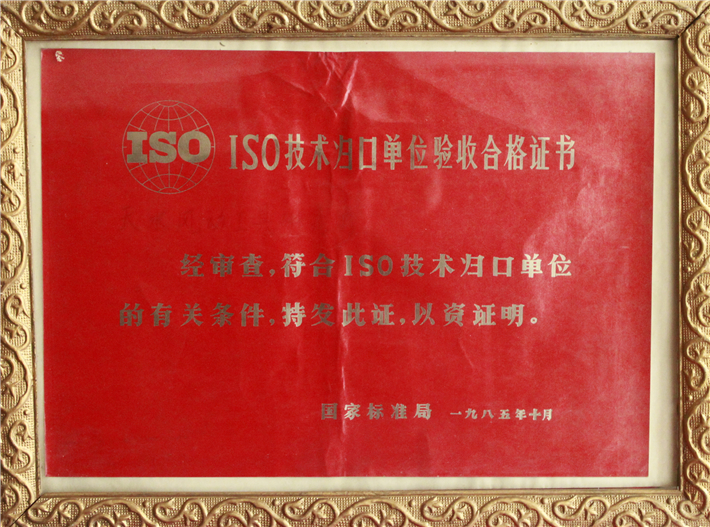 ISO
ISO技术归口单位验收合格证书
经审查,符合ISO技术归口单位
的有关条件,持发此证,以资证明。
国家标准局 一九八五年十月